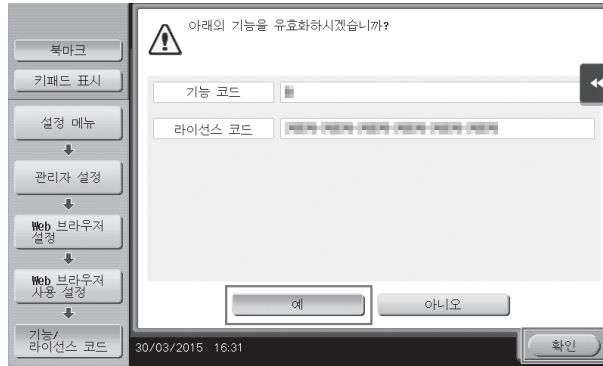 북마크
키패드 표시
설정 메뉴
관리자 설정
Web 브라우저
설정
Web 브라우저
사용 설정
기능/
라이선스 코드
아래의 기능을 유효화하시겠습니까?
기능 코드
라이선스 코드
예
아니오
30/03/2015 16:31
확인